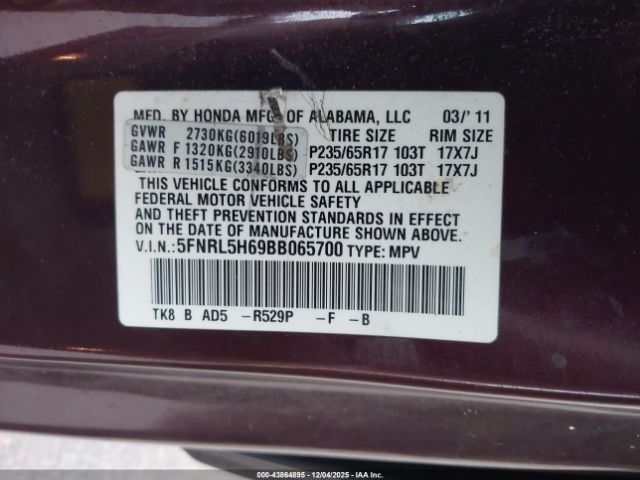 MFD. BY HONDA MFG. OF ALABAMA, LLC 03/'11
GVWR 2730KG(6019LBS) TIRE SIZE RIM SIZE
GAWR F 1320KG(2910LBS) P235/65R17 103T 17X7J
GAWR R 1515KG(3340LBS) P235/65R17 103T 17X7J
THIS VEHICLE CONFORMS TO ALL APPLICABLE
FEDERAL MOTOR VEHICLE SAFETY
AND THEFT PREVENTION STANDARDS IN EFFECT
ON THE DATE OF MANUFACTURE SHOWN ABOVE.
V.I.N.:5FNRL5H69BB065700 TYPE: MPV
TK8 B AD5 -R529P -F -B
© - #43864895 - 12/04/2025 - IAAI.com